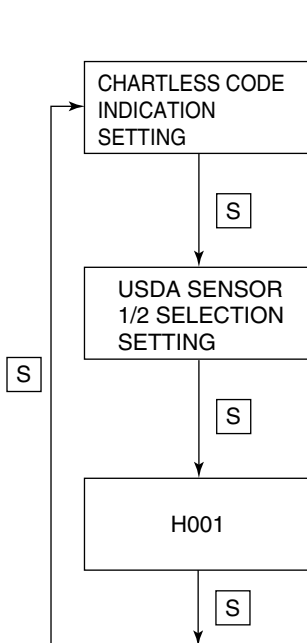 CHARTLESS CODE
INDICATION
SETTING
S
USDA SENSOR
1/2 SELECTION
SETTING
S
S
H001
S